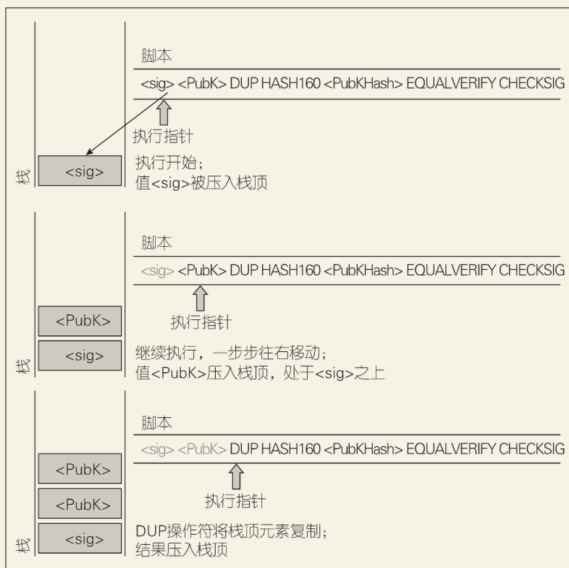 脚本
<sig> <PubK> DUP HASH160 <PubKHash> EQUALVERIFY CHECKSIG
执行指针
执行开始；
值<sig>被压入栈顶
<sig>
栈
脚本
<sig> <PubK> DUP HASH160 <PubKHash> EQUALVERIFY CHECKSIG
执行指针
<PubK>
<sig>
继续执行，一步步往右移动；
值<PubK>压入栈顶，处于<sig>之上
栈
脚本
<sig> <PubK> DUP HASH160 <PubKHash> EQUALVERIFY CHECKSIG
执行指针
<PubK>
<PubK>
<sig>
DUP操作符将栈顶元素复制；
结果压入栈顶
栈